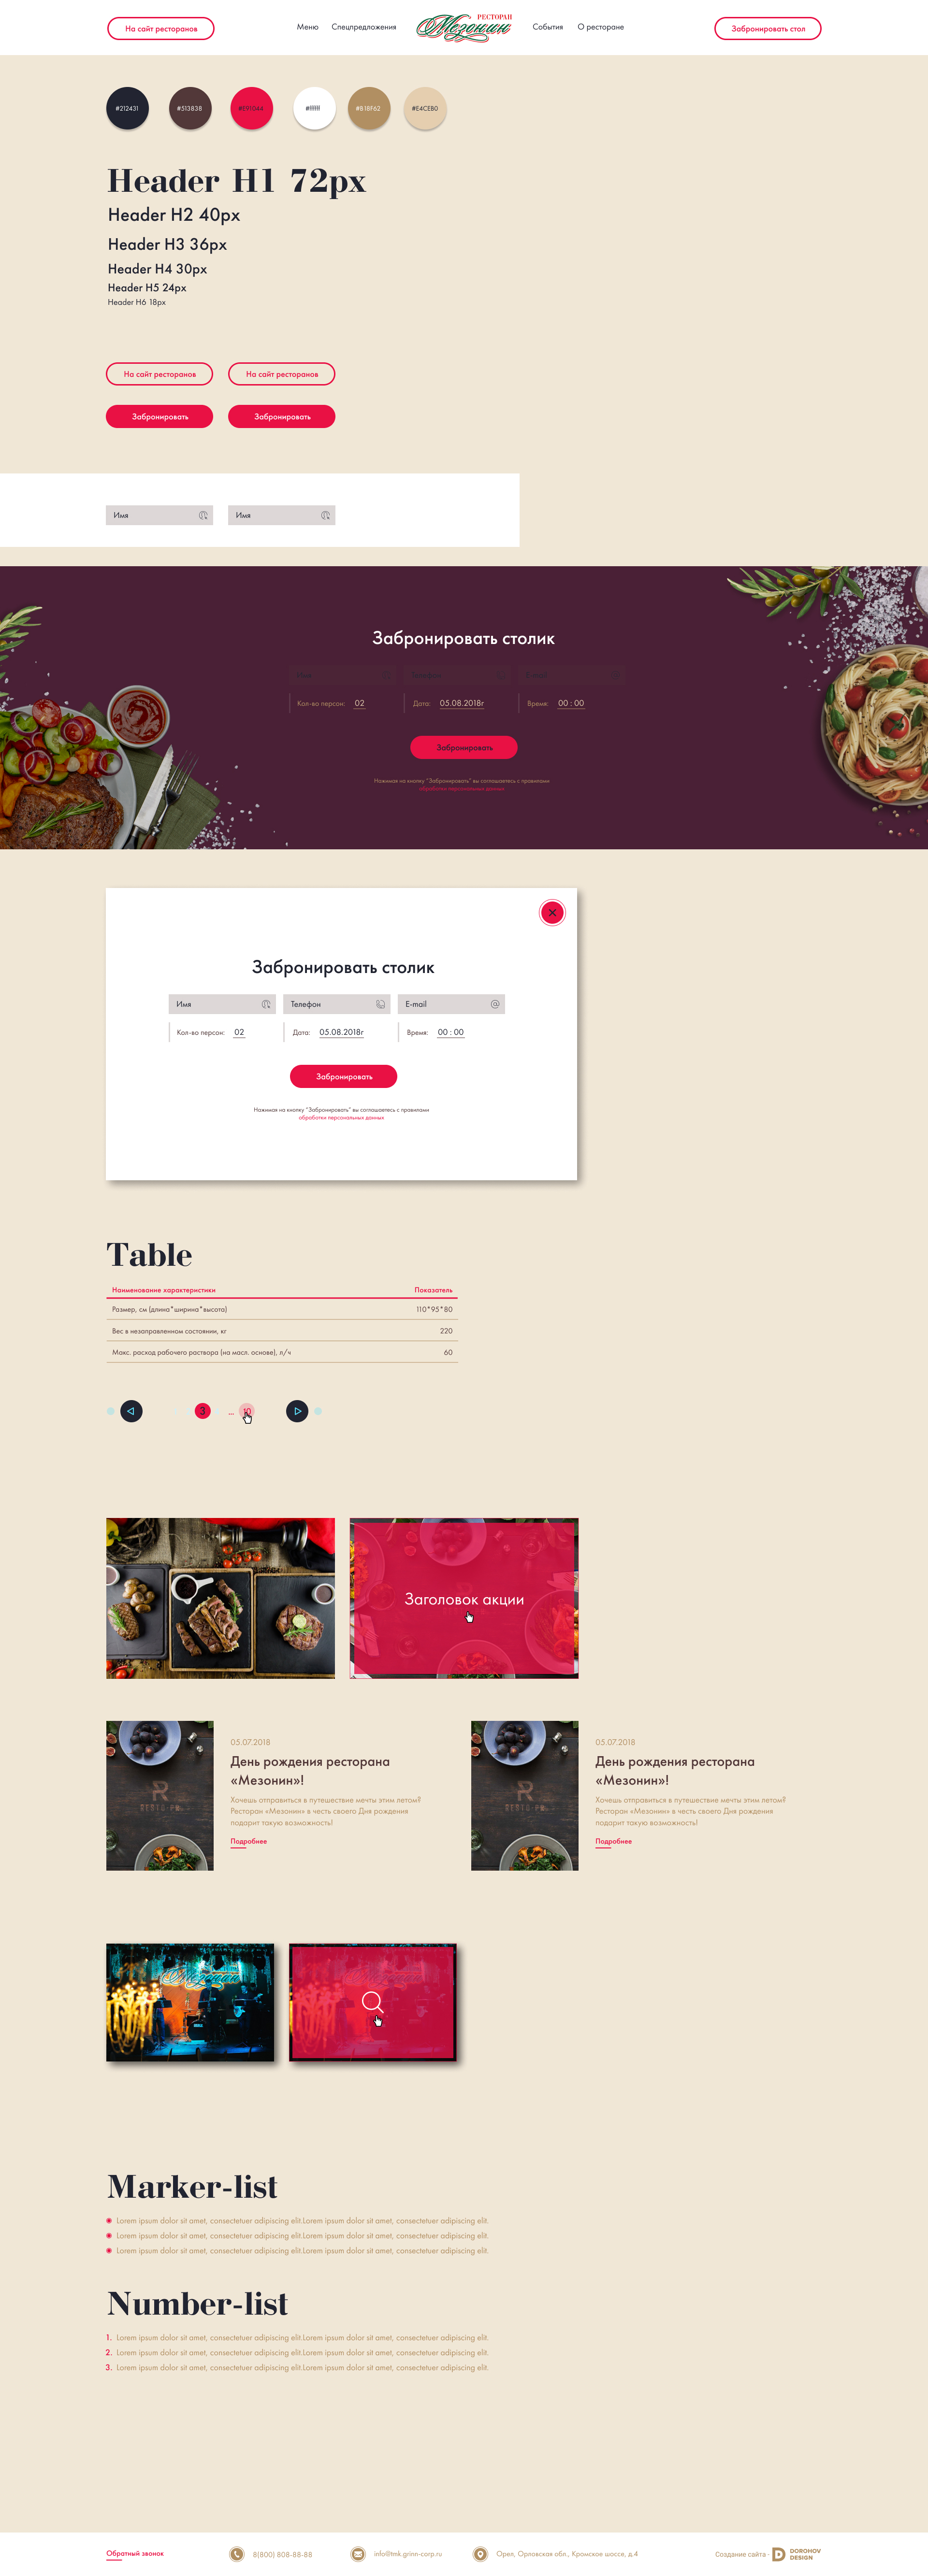 На сайт ресторанов
Меню
Спецпредложения
РЕСТОРАН
Мезонин
События
О ресторане
Забронировать стол
#212431
#513838
#E91044
#ffffff
#B18F62
#E4CEB0
Header H1 72px
Header H2 40px
Header H3 36px
Header H4 30px
Header H5 24px
Header H6 18px
На сайт ресторанов
На сайт ресторанов
Забронировать
Забронировать
Имя
Имя
Забронировать столик
Имя
Телефон
E-mail
Кол-во персон: 02
Дата: 05.08.2018г
Время: 00 : 00
Забронировать
Нажимая на кнопку "Забронировать" вы соглашаетесь с правилами
обработки персональных данных
Забронировать столик
Имя
Телефон
E-mail
Кол-во персон: 02
Дата: 05.08.2018г
Время: 00 : 00
Забронировать
Нажимая на кнопку "Забронировать" вы соглашаетесь с правилами
обработки персональных данных
Table
Наименование характеристики Показатель
Размер, см (длина*ширина*высота) 110*95*80
Вес в незаправленном состоянии, кг 220
Макс. расход рабочего раствора (на масл. основе), л/ч 60
3 ... 10
Заголовок акции
05.07.2018
День рождения ресторана
«Мезонин»!
Хочешь отправиться в путешествие мечты этим летом?
Ресторан «Мезонин» в честь своего Дня рождения
подарит такую возможность!
Подробнее
05.07.2018
День рождения ресторана
«Мезонин»!
Хочешь отправиться в путешествие мечты этим летом?
Ресторан «Мезонин» в честь своего Дня рождения
подарит такую возможность!
Подробнее
Мезонин
Marker-list
Lorem ipsum dolor sit amet, consectetuer adipiscing elit.Lorem ipsum dolor sit amet, consectetuer adipiscing elit.
Lorem ipsum dolor sit amet, consectetuer adipiscing elit.Lorem ipsum dolor sit amet, consectetuer adipiscing elit.
Lorem ipsum dolor sit amet, consectetuer adipiscing elit.Lorem ipsum dolor sit amet, consectetuer adipiscing elit.
Number-list
1. Lorem ipsum dolor sit amet, consectetuer adipiscing elit.Lorem ipsum dolor sit amet, consectetuer adipiscing elit.
2. Lorem ipsum dolor sit amet, consectetuer adipiscing elit.Lorem ipsum dolor sit amet, consectetuer adipiscing elit.
3. Lorem ipsum dolor sit amet, consectetuer adipiscing elit.Lorem ipsum dolor sit amet, consectetuer adipiscing elit.
Обратный звонок
8(800) 808-88-88
info@tmk.grinn-corp.ru
Орел, Орловская обл., Кромское шоссе, д.4
Создание сайта -
DOROHOV
DESIGN